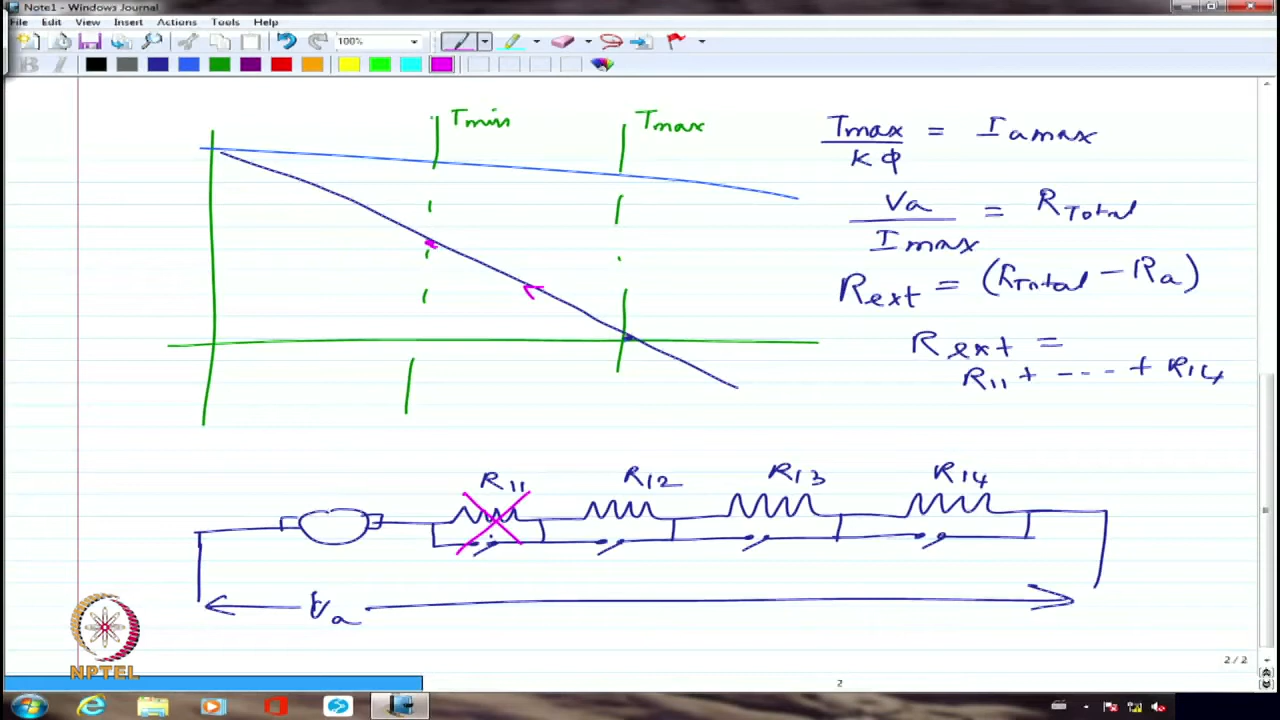 Note1 - Windows Journal
File Edit View Insert Actions Tools Help
100%
B I
Tmin
Tmax
Tmax / Kϕ = Iamax
Va / Imax = RTotal
Rext = (RTotal - Ra)
Rext =
R11 + ---- + R14
R11 R12 R13 R14
Va
NPTEL
2 / 2
2